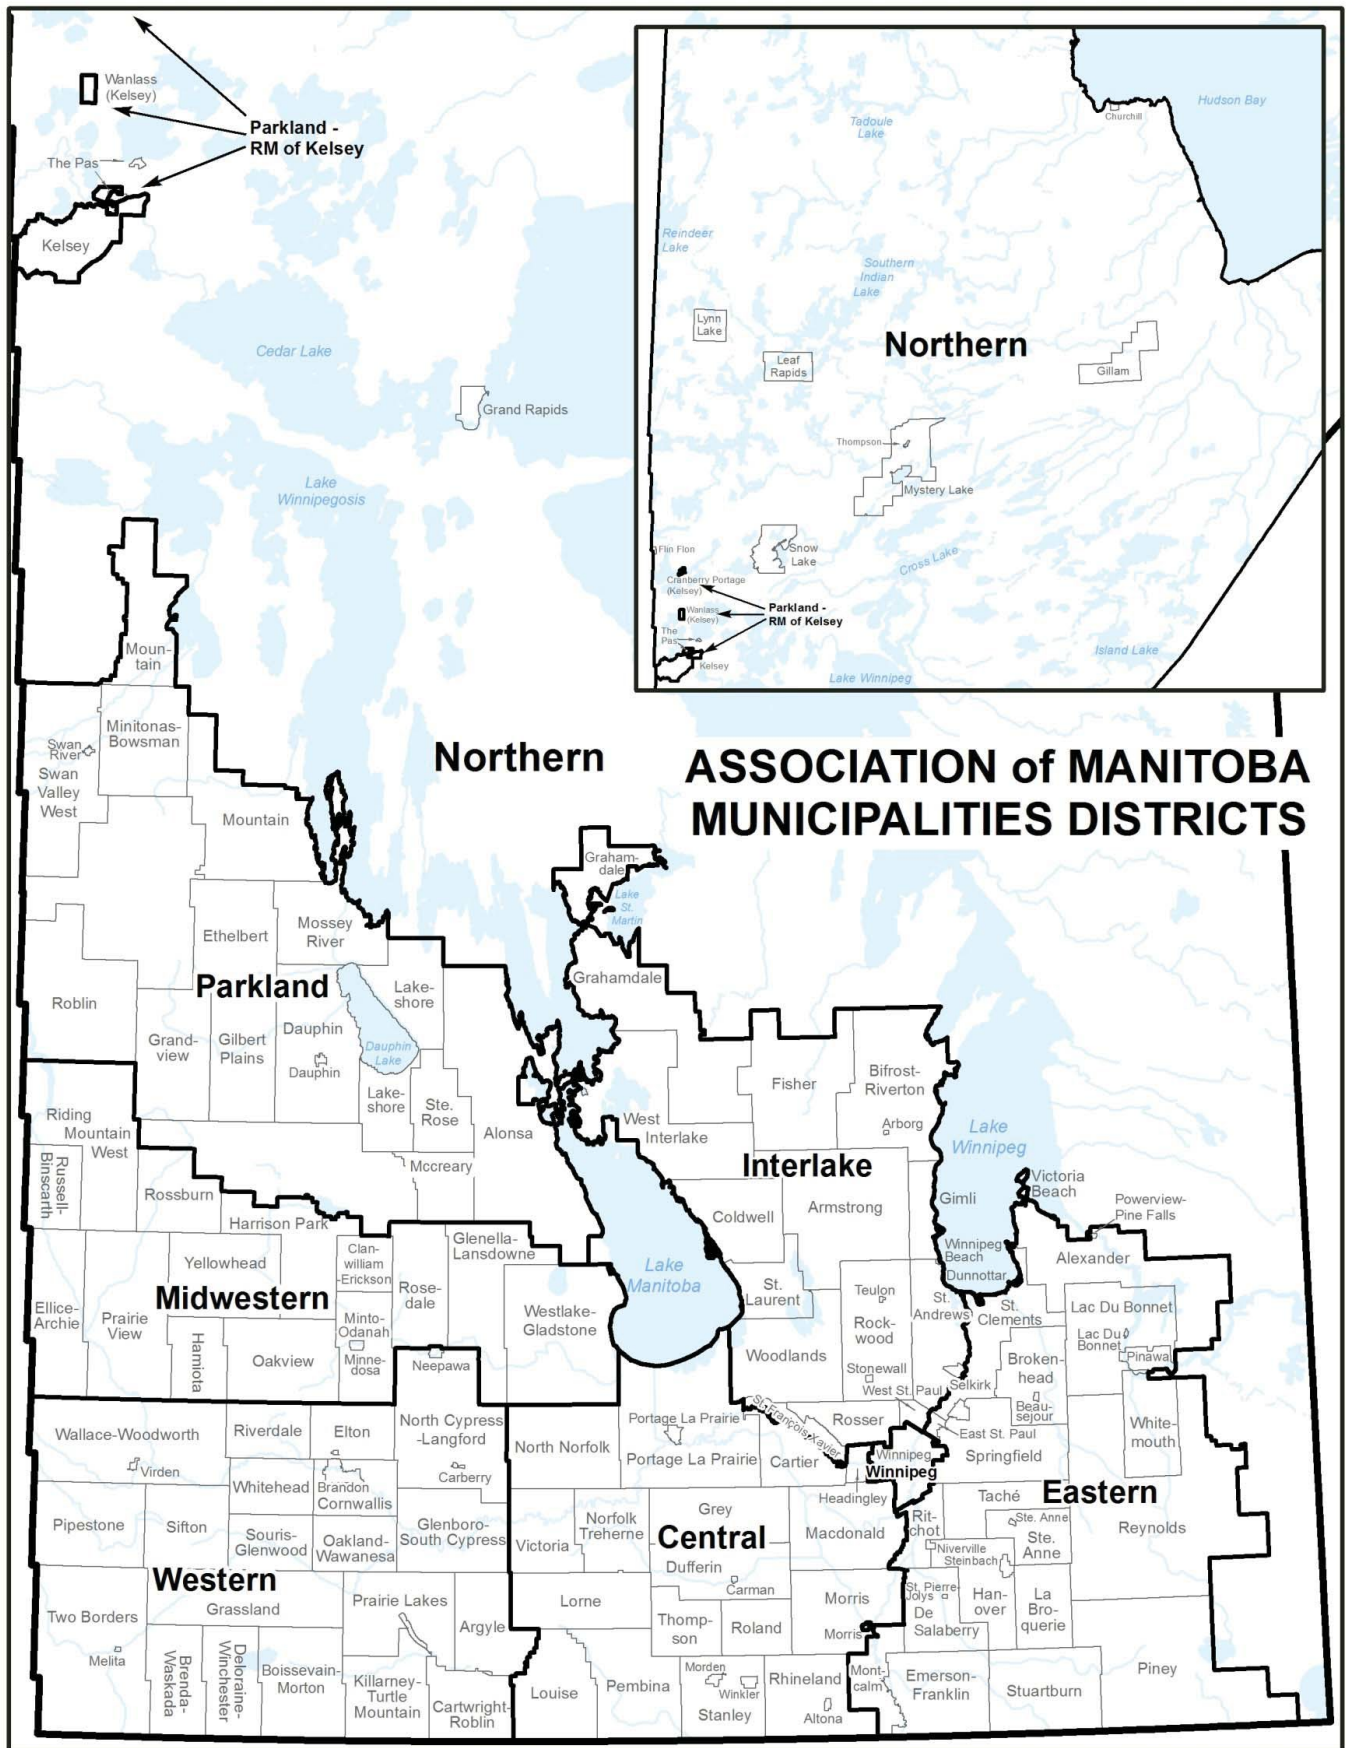 Wanlass
(Kelsey)
Parkland -
RM of Kelsey
The Pas
Kelsey
Cedar Lake
Grand Rapids
Lake
Winnipegosis
Hudson Bay
Churchill
Tadoule
Lake
Reindeer
Lake
Southern
Indian
Lake
Lynn
Lake
Northern
Leaf
Rapids
Gillam
Thompson
Mystery Lake
Snow
Lake
Flin Flon
Cross Lake
Cranberry Portage
(Kelsey)
Wanlass
(Kelsey)
Parkland -
RM of Kelsey
The
Pas
Kelsey
Island Lake
Lake Winnipeg
Northern
ASSOCIATION of MANITOBA
MUNICIPALITIES DISTRICTS
Moun-
tain
Minitonas-
Bowsman
Swan
River
Swan
Valley
West
Mountain
Graham-
dale
Lake
St.
Martin
Ethelbert
Mossey
River
Parkland
Lake-
shore
Grahamdale
Roblin
Grand-
view
Gilbert
Plains
Dauphin
Dauphin
Dauphin
Lake
Lake-
shore
Ste.
Rose
Alonsa
Mccreary
Fisher
Bifrost-
Riverton
Arborg
West
Interlake
Interlake
Lake
Winnipeg
Victoria
Beach
Powerview-
Pine Falls
Riding
Mountain
West
Russell-
Binscarth
Rossburn
Harrison Park
Yellowhead
Clan-
william
-Erickson
Glenella-
Lansdowne
Rose-
dale
Midwestern
Ellice-
Archie
Prairie
View
Hamiota
Oakview
Minto-
Odanah
Minne-
dosa
Neepawa
Westlake-
Gladstone
Lake
Manitoba
Coldwell
Armstrong
Gimli
Winnipeg
Beach
Dunnottar
Alexander
St.
Laurent
Teulon
Rock-
wood
St.
Andrews
St.
Clements
Lac Du Bonnet
Lac Du
Bonnet
Pinawa
Woodlands
Stonewall
West St. Paul
Selkirk
Broken-
head
Beau-
sejour
East St. Paul
White-
mouth
Rosser
St. François Xavier
Springfield
Winnipeg
Winnipeg
Headingley
Wallace-Woodworth
Virden
Riverdale
Elton
North Cypress
-Langford
Carberry
Whitehead
Brandon
Cornwallis
Pipestone
Sifton
Souris-
Glenwood
Oakland-
Wawanesa
Glenboro-
South Cypress
Western
Two Borders
Melita
Grassland
Prairie Lakes
Argyle
Brenda-
Waskada
Deloraine-
Winchester
Boissevain-
Morton
Killarney-
Turtle
Mountain
Cartwright-
Roblin
North Norfolk
Portage La Prairie
Portage La Prairie
Cartier
Victoria
Norfolk
Treherne
Grey
Central
Dufferin
Carman
Macdonald
Lorne
Thomp-
son
Roland
Morris
Morris
Louise
Pembina
Morden
Winkler
Stanley
Rhineland
Altona
Mont-
calm
Eastern
Taché
Rit-
chot
Ste. Anne
Ste.
Anne
Niverville
Steinbach
Reynolds
St. Pierre-
Jolys
De
Salaberry
Han-
over
La
Bro-
querie
Emerson-
Franklin
Stuartburn
Piney